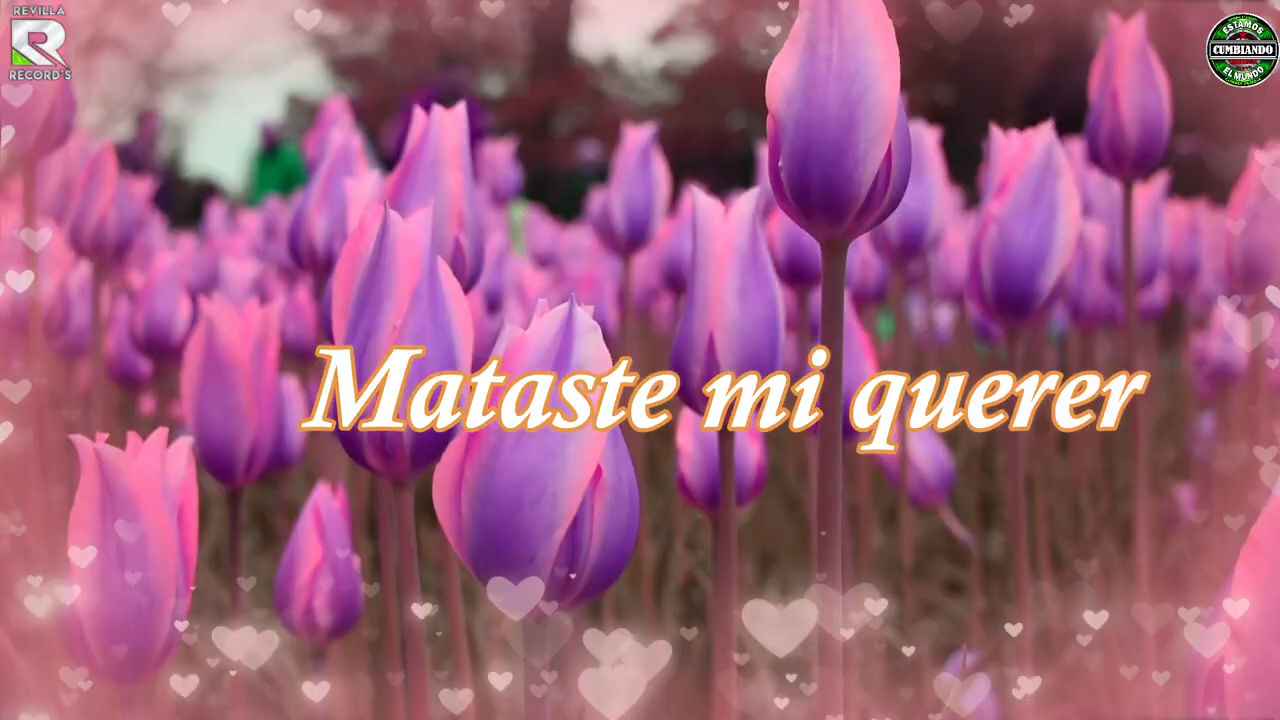 REVILLA
R
RECORD'S
ESTAMOS
CUMBIANDO
EL MUNDO
Mataste mi querer